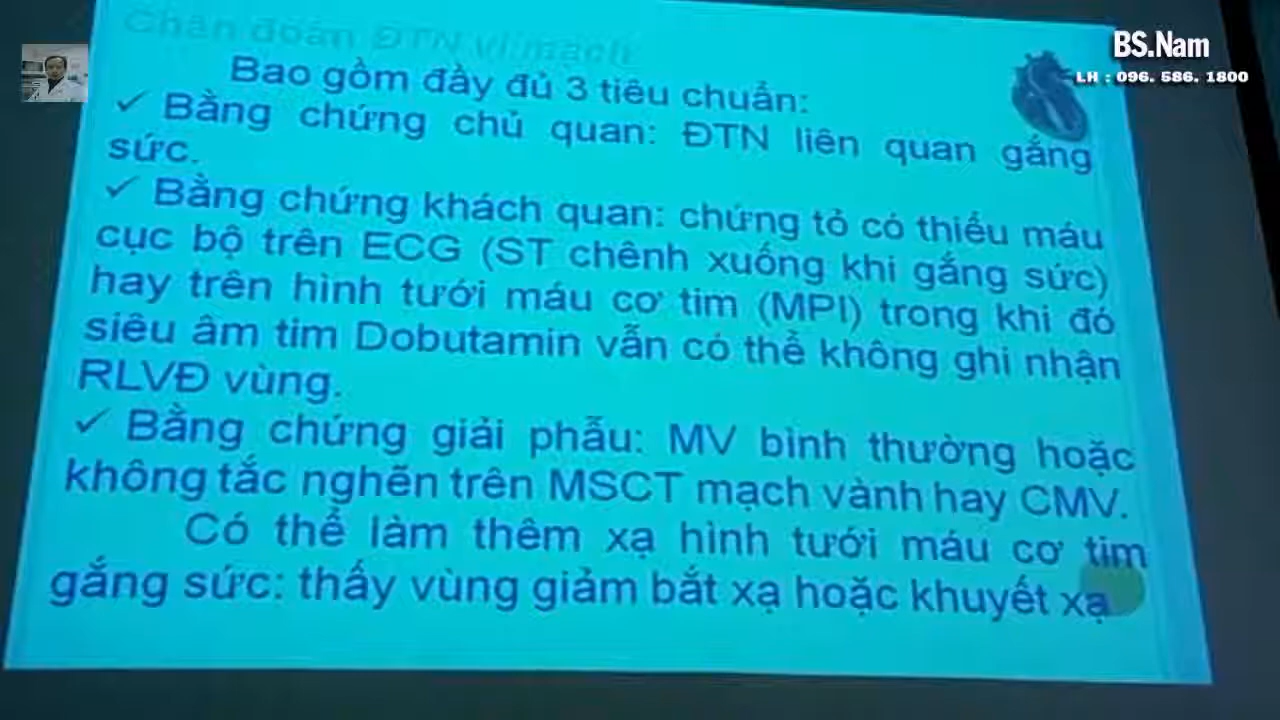 Chẩn đoán ĐTN vi mạch
BS.Nam
LH : 096. 586. 1800
Bao gồm đầy đủ 3 tiêu chuẩn:
✓ Bằng chứng chủ quan: ĐTN liên quan gắng
sức.
✓ Bằng chứng khách quan: chứng tỏ có thiếu máu
cục bộ trên ECG (ST chênh xuống khi gắng sức)
hay trên hình tưới máu cơ tim (MPI) trong khi đó
siêu âm tim Dobutamin vẫn có thể không ghi nhận
RLVĐ vùng.
✓ Bằng chứng giải phẫu: MV bình thường hoặc
không tắc nghẽn trên MSCT mạch vành hay CMV.
Có thể làm thêm xạ hình tưới máu cơ tim
gắng sức: thấy vùng giảm bắt xạ hoặc khuyết xạ